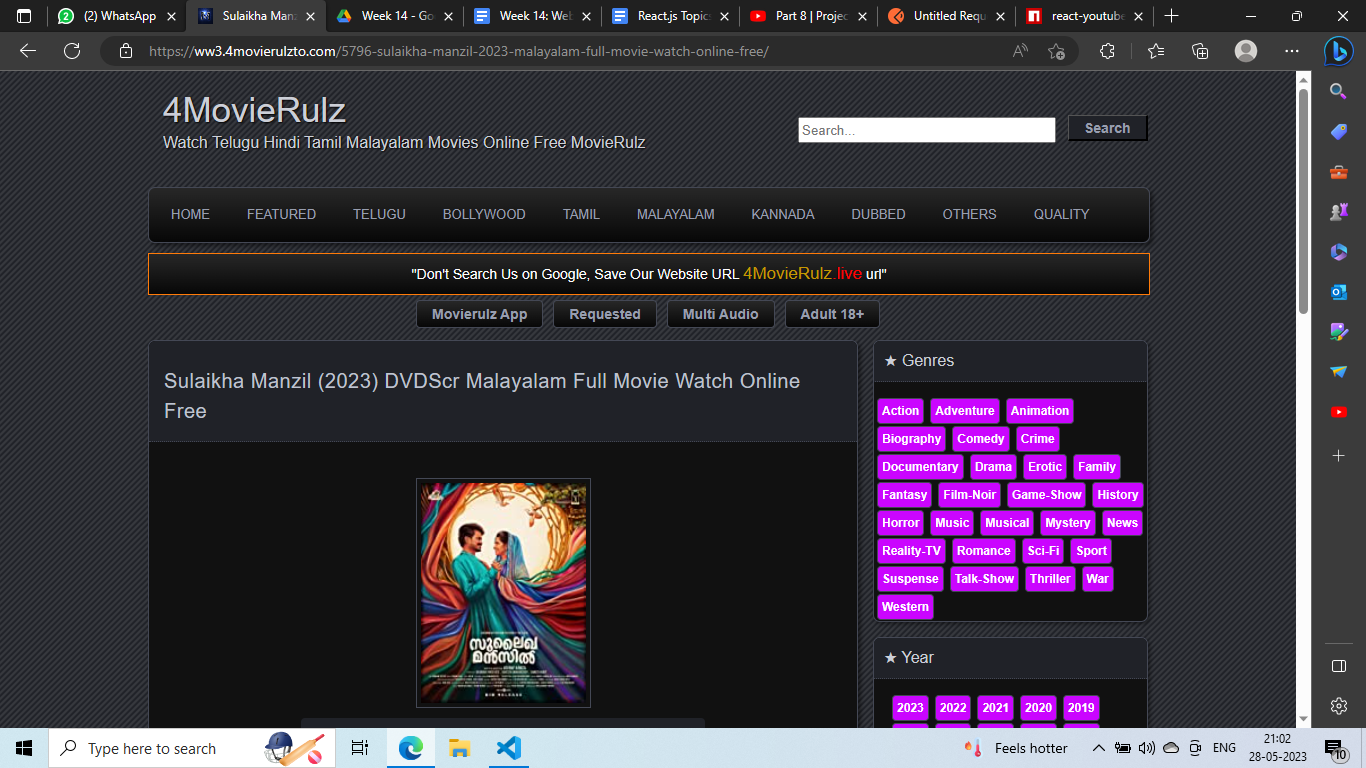 (2) WhatsApp
Sulaikha Manz
Week 14 - Go
Week 14: Web
React.js Topics
Part 8 | Projec
Untitled Requ
react-youtube
https://ww3.4movierulzto.com/5796-sulaikha-manzil-2023-malayalam-full-movie-watch-online-free/
4MovieRulz
Watch Telugu Hindi Tamil Malayalam Movies Online Free MovieRulz
Search...
Search
HOME FEATURED TELUGU BOLLYWOOD TAMIL MALAYALAM KANNADA DUBBED OTHERS QUALITY
"Don't Search Us on Google, Save Our Website URL 4MovieRulz.live url"
Movierulz App Requested Multi Audio Adult 18+
Sulaikha Manzil (2023) DVDScr Malayalam Full Movie Watch Online
Free
സുലൈഖ
മൻസിൽ
★ Genres
Action Adventure Animation
Biography Comedy Crime
Documentary Drama Erotic Family
Fantasy Film-Noir Game-Show History
Horror Music Musical Mystery News
Reality-TV Romance Sci-Fi Sport
Suspense Talk-Show Thriller War
Western
★ Year
2023 2022 2021 2020 2019
Type here to search
Feels hotter
ENG
21:02
28-05-2023
10